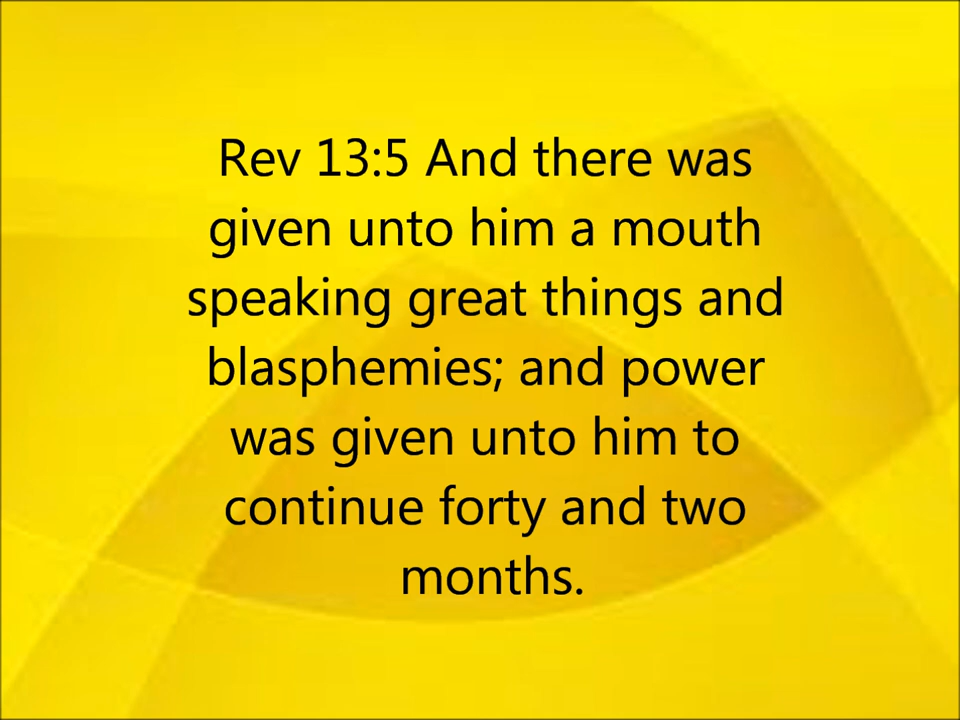 Rev 13:5 And there was
given unto him a mouth
speaking great things and
blasphemies; and power
was given unto him to
continue forty and two
months.